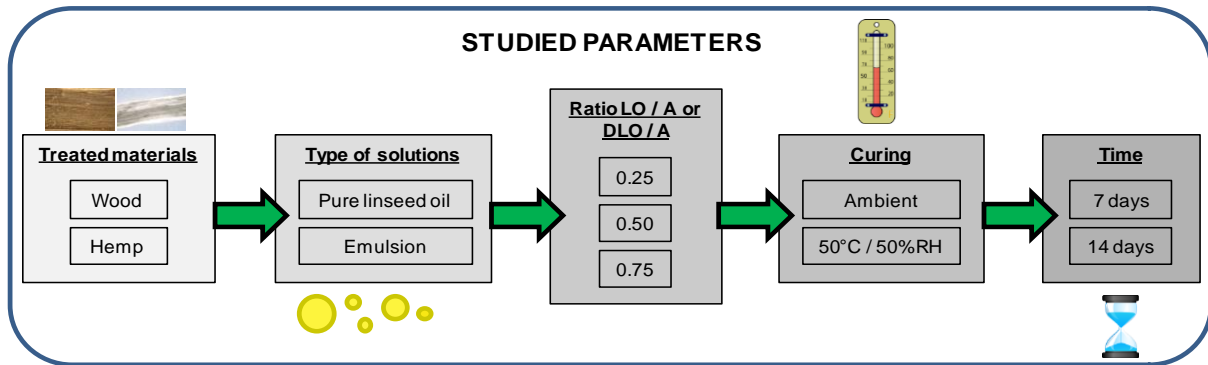 STUDIED PARAMETERS
Treated materials
Wood
Hemp
Type of solutions
Pure linseed oil
Emulsion
Ratio LO / A or
DLO / A
0.25
0.50
0.75
Curing
Ambient
50°C / 50%RH
Time
7 days
14 days